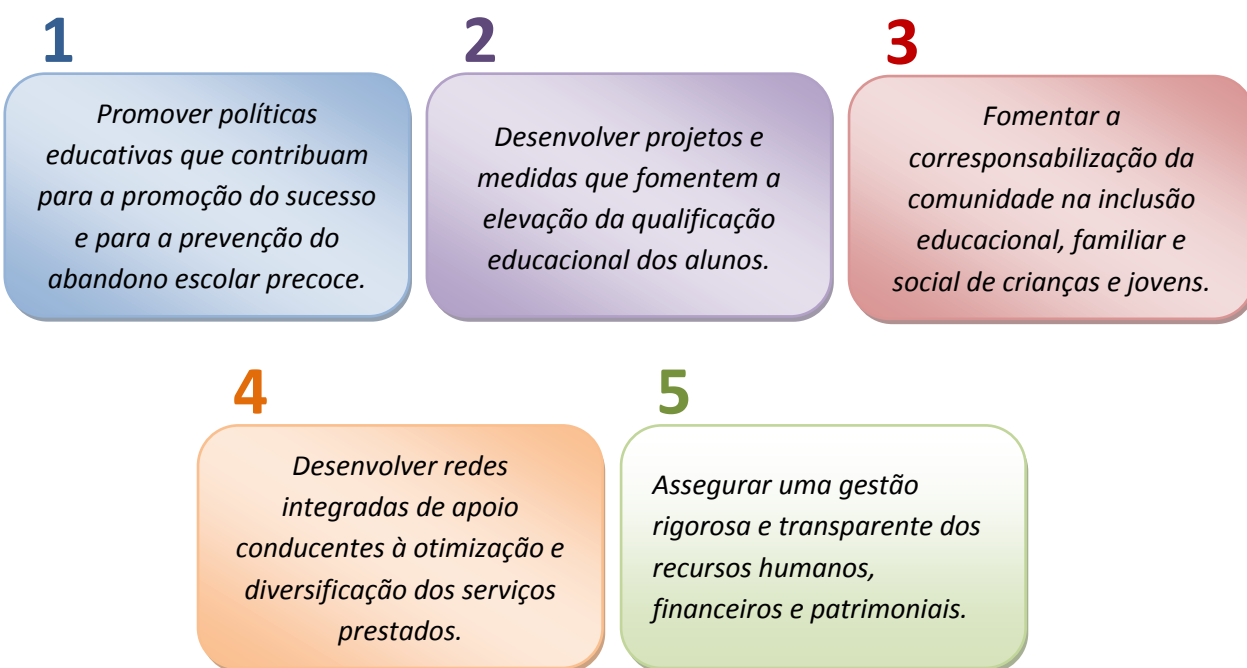 1
Promover políticas
educativas que contribuam
para a promoção do sucesso
e para a prevenção do
abandono escolar precoce.
2
Desenvolver projetos e
medidas que fomentem a
elevação da qualificação
educacional dos alunos.
3
Fomentar a
corresponsabilização da
comunidade na inclusão
educacional, familiar e
social de crianças e jovens.
4
Desenvolver redes
integradas de apoio
conducentes à otimização e
diversificação dos serviços
prestados.
5
Assegurar uma gestão
rigorosa e transparente dos
recursos humanos,
financeiros e patrimoniais.